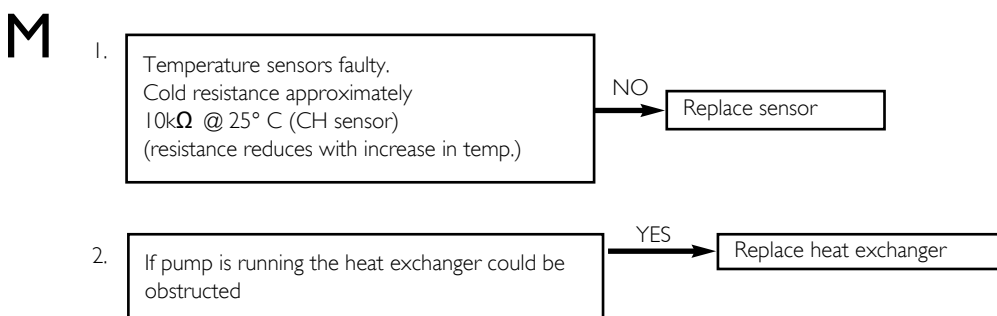 M
1.
Temperature sensors faulty.
Cold resistance approximately
10kΩ @ 25° C (CH sensor)
(resistance reduces with increase in temp.)
NO
Replace sensor
2.
If pump is running the heat exchanger could be
obstructed
YES
Replace heat exchanger